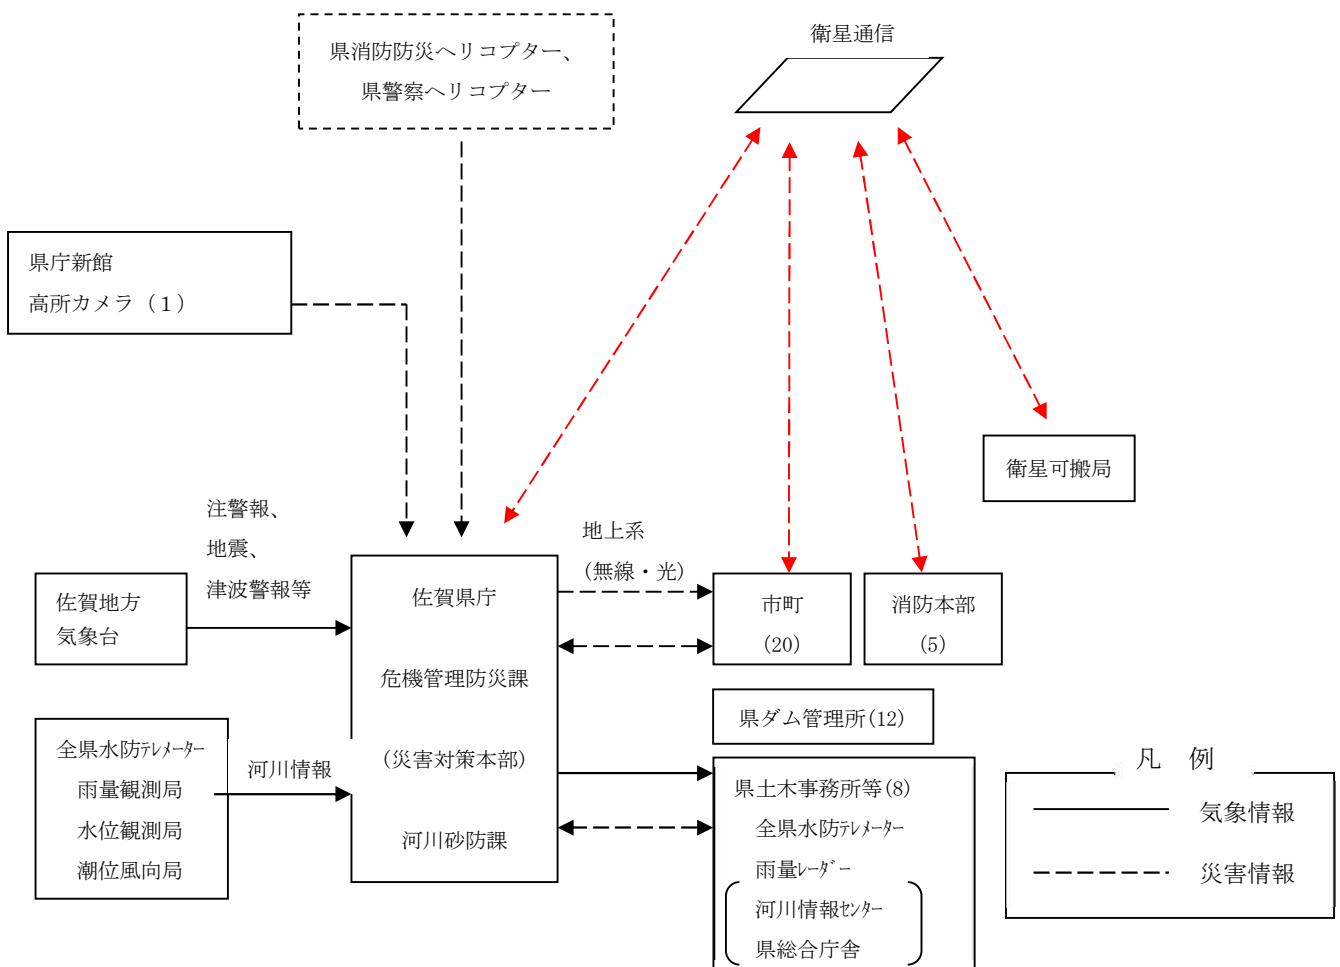 衛星通信
県消防防災ヘリコプター、
県警察ヘリコプター
県庁新館
高所カメラ（１）
衛星可搬局
注警報、
地震、
津波警報等
地上系
(無線・光)
佐賀地方
気象台
佐賀県庁
危機管理防災課
(災害対策本部)
河川砂防課
市町
(20)
消防本部
(5)
県ダム管理所(12)
全県水防ﾃﾚﾒｰﾀｰ
雨量観測局
水位観測局
潮位風向局
河川情報
県土木事務所等(8)
全県水防ﾃﾚﾒｰﾀｰ
雨量ﾚｰﾀﾞｰ
河川情報ｾﾝﾀｰ
県総合庁舎
凡　例
気象情報
災害情報